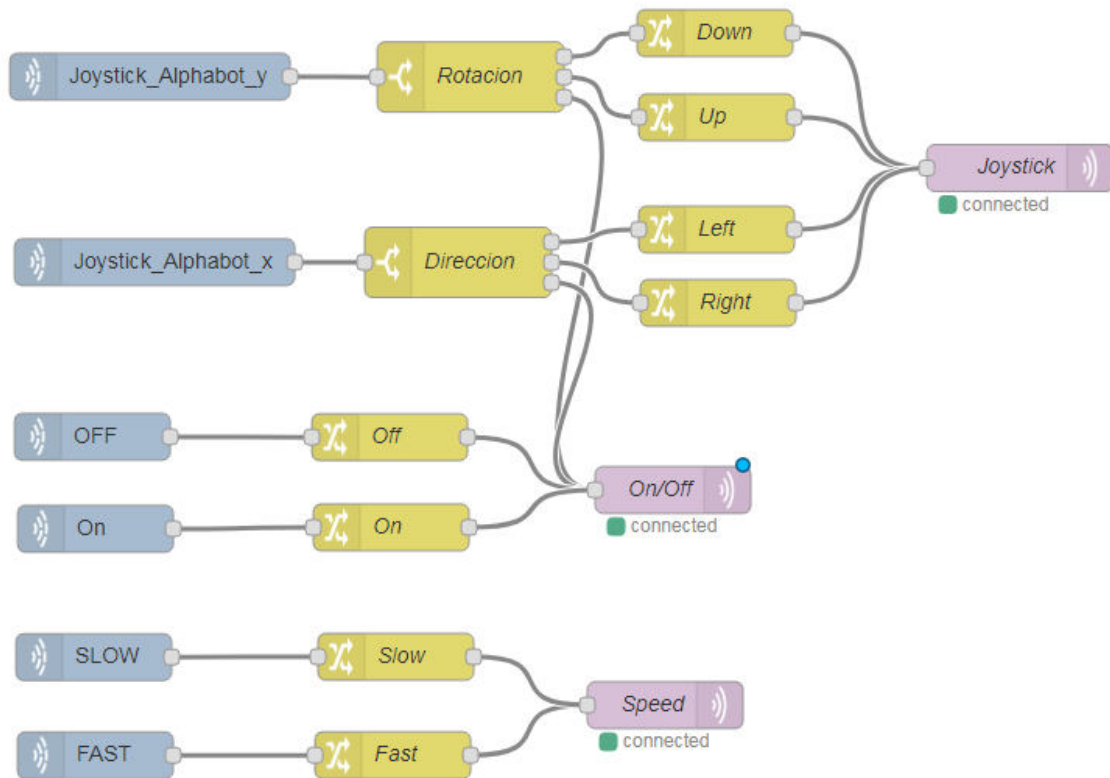 Down
Joystick_Alphabot_y
Rotacion
Up
Joystick
connected
Left
Joystick_Alphabot_x
Direccion
Right
OFF
Off
On/Off
connected
On
On
SLOW
Slow
Speed
connected
FAST
Fast